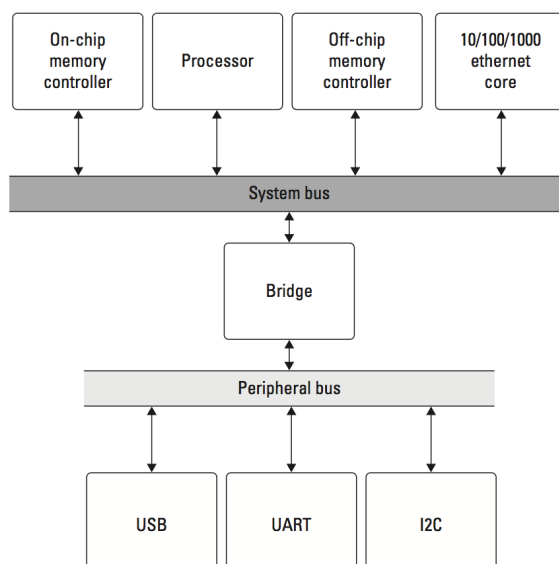 On-chip
memory
controller
Processor
Off-chip
memory
controller
10/100/1000
ethernet
core
System bus
Bridge
Peripheral bus
USB
UART
I2C